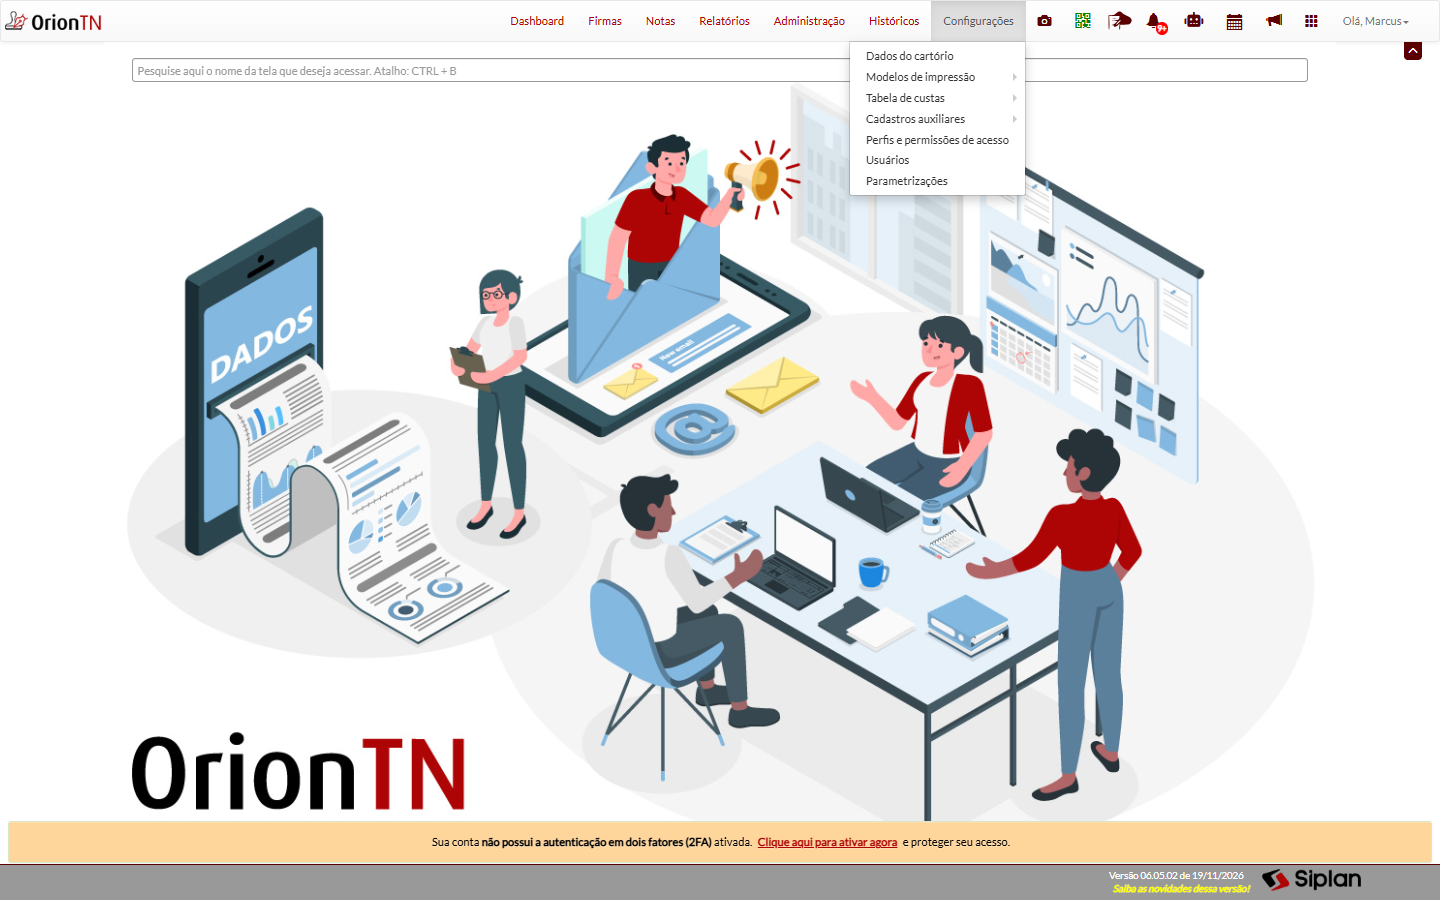 OrionTN
Dashboard
Firmas
Notas
Relatórios
Administração
Históricos
Configurações
9+
Olá, Marcus
Pesquise aqui o nome da tela que deseja acessar. Atalho: CTRL + B
Dados do cartório
Modelos de impressão
Tabela de custas
Cadastros auxiliares
Perfis e permissões de acesso
Usuários
Parametrizações
DADOS
New email
@
OrionTN
Sua conta não possui a autenticação em dois fatores (2FA) ativada. Clique aqui para ativar agora e proteger seu acesso.
Versão 06.05.02 de 19/11/2026
Saiba as novidades dessa versão!
Siplan